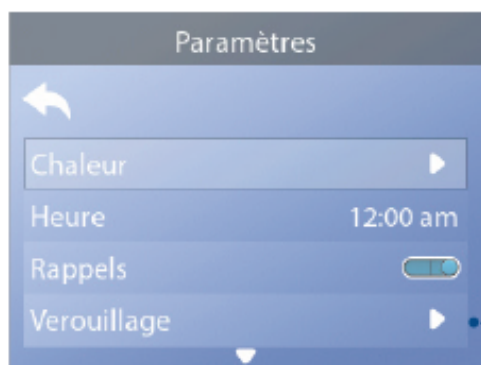 Paramètres
Chaleur
Heure 12:00 am
Rappels
Verouillage